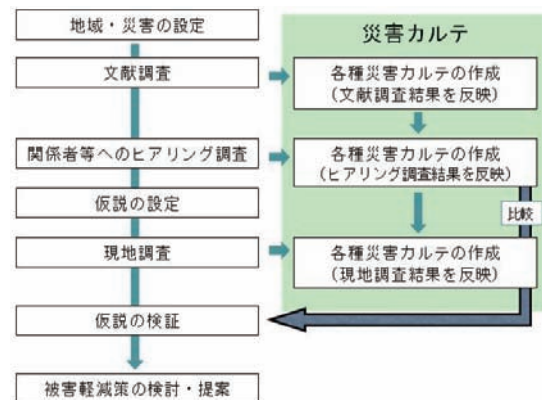 地域・災害の設定
災害カルテ
文献調査
各種災害カルテの作成
(文献調査結果を反映)
関係者等へのヒアリング調査
各種災害カルテの作成
(ヒアリング調査結果を反映)
仮説の設定
比較
現地調査
各種災害カルテの作成
(現地調査結果を反映)
仮説の検証
被害軽減策の検討・提案